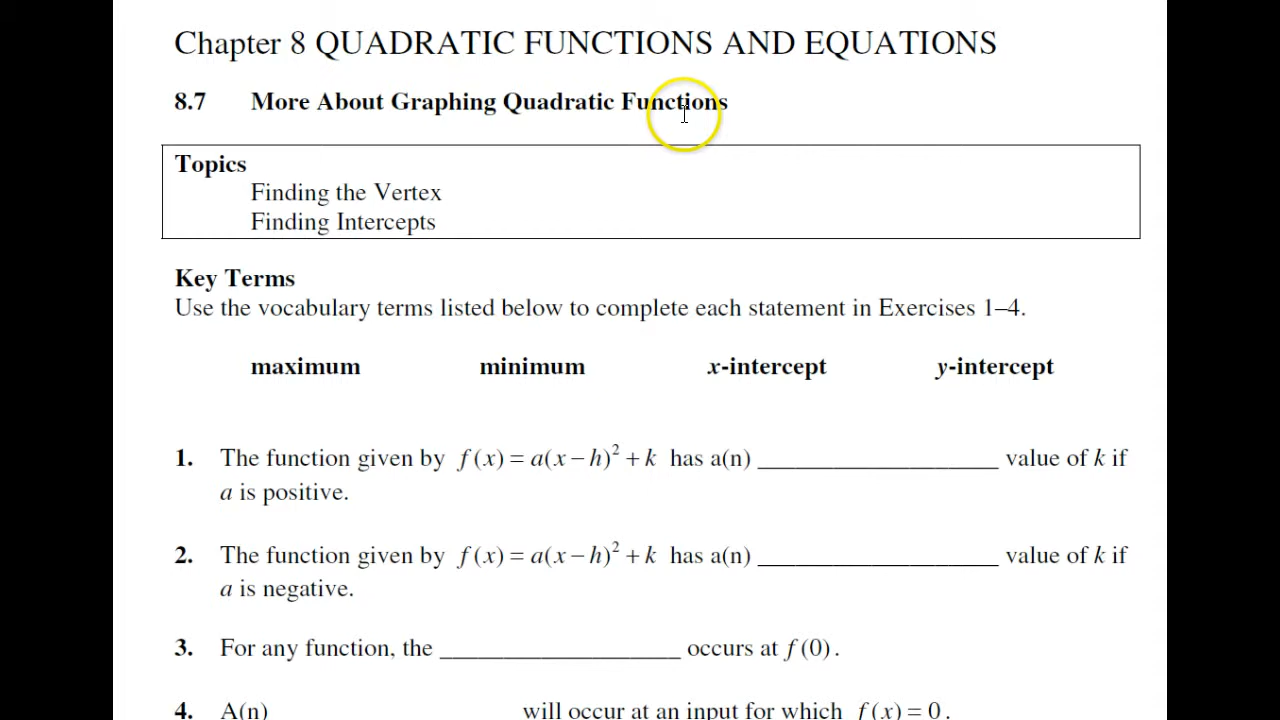 Chapter 8 QUADRATIC FUNCTIONS AND EQUATIONS
8.7 More About Graphing Quadratic Functions
Topics
Finding the Vertex
Finding Intercepts
Key Terms
Use the vocabulary terms listed below to complete each statement in Exercises 1–4.
maximum minimum x-intercept y-intercept
1. The function given by f(x) = a(x − h)² + k has a(n) ___________________ value of k if
a is positive.
2. The function given by f(x) = a(x − h)² + k has a(n) ___________________ value of k if
a is negative.
3. For any function, the ___________________ occurs at f(0).
4. A(n) will occur at an input for which f(x) = 0.